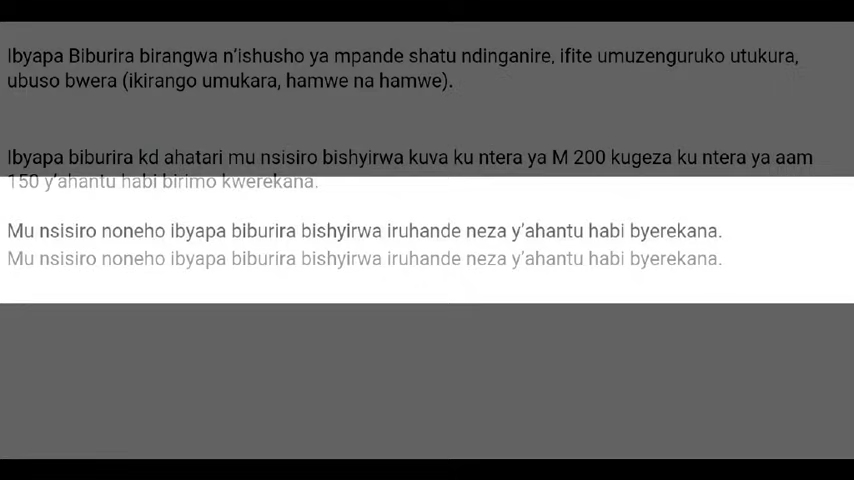 Ibyapa Biburira birangwa n'ishusho ya mpande shatu ndinganire, ifite umuzenguruko utukura,
ubuso bwera (ikirango umukara, hamwe na hamwe).
Ibyapa biburira kd ahatari mu nsisiro bishyirwa kuva ku ntera ya M 200 kugeza ku ntera ya aam
150 y'ahantu habi birimo kwerekana.
Mu nsisiro noneho ibyapa biburira bishyirwa iruhande neza y'ahantu habi byerekana.
Mu nsisiro noneho ibyapa biburira bishyirwa iruhande neza y'ahantu habi byerekana.